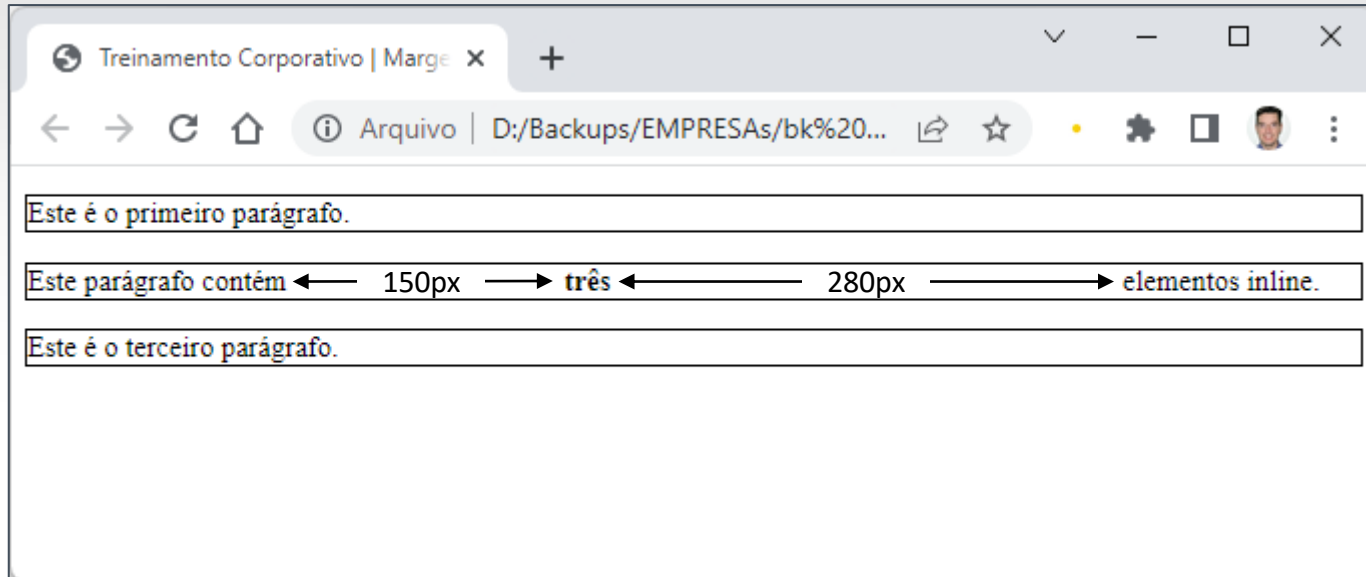 Treinamento Corporativo | Marge
Arquivo | D:/Backups/EMPRESAs/bk%20...
Este é o primeiro parágrafo.
Este parágrafo contém 150px três 280px elementos inline.
Este é o terceiro parágrafo.